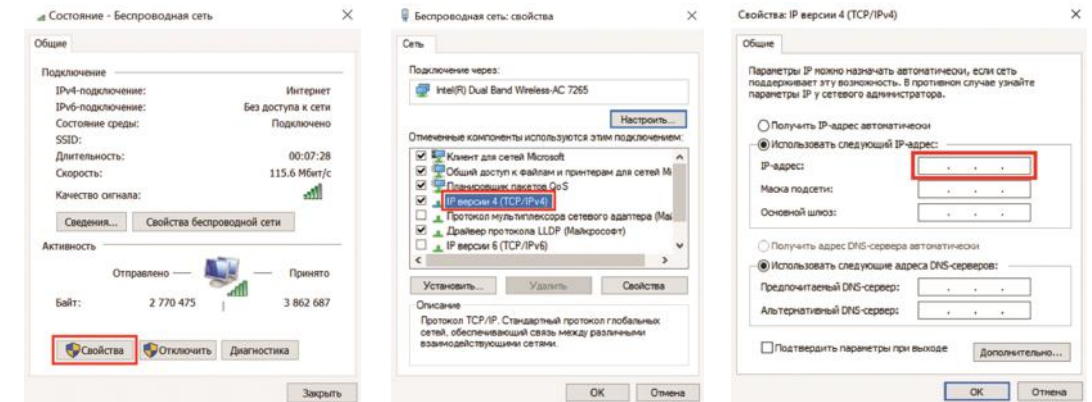 Состояние - Беспроводная сеть
Общие
Подключение
IPv4-подключение: Интернет
IPv6-подключение: Без доступа к сети
Состояние среды: Подключено
SSID:
Длительность: 00:07:28
Скорость: 115.6 Мбит/с
Качество сигнала:
Сведения... Свойства беспроводной сети
Активность
Отправлено — — Принято
Байт: 2 770 475 3 862 687
Свойства Отключить Диагностика
Закрыть
Беспроводная сеть: свойства
Сеть
Подключение через:
Intel(R) Dual Band Wireless-AC 7265
Настроить...
Отмеченные компоненты используются этим подключением:
Клиент для сетей Microsoft
Общий доступ к файлам и принтерам для сетей Mi
Планировщик пакетов QoS
IP версии 4 (TCP/IPv4)
Протокол мультиплексора сетевого адаптера (Май
Драйвер протокола LLDP (Майкрософт)
IP версии 6 (TCP/IPv6)
Установить... Удалить Свойства
Описание
Протокол TCP/IP. Стандартный протокол глобальных
сетей, обеспечивающий связь между различными
взаимодействующими сетями.
OK Отмена
Свойства: IP версии 4 (TCP/IPv4)
Общие
Параметры IP можно назначать автоматически, если сеть
поддерживает эту возможность. В противном случае узнайте
параметры IP у сетевого администратора.
Получить IP-адрес автоматически
Использовать следующий IP-адрес:
IP-адрес: . . .
Маска подсети: . . .
Основной шлюз: . . .
Получить адрес DNS-сервера автоматически
Использовать следующие адреса DNS-серверов:
Предпочитаемый DNS-сервер: . . .
Альтернативный DNS-сервер: . . .
Подтвердить параметры при выходе Дополнительно...
OK Отмена